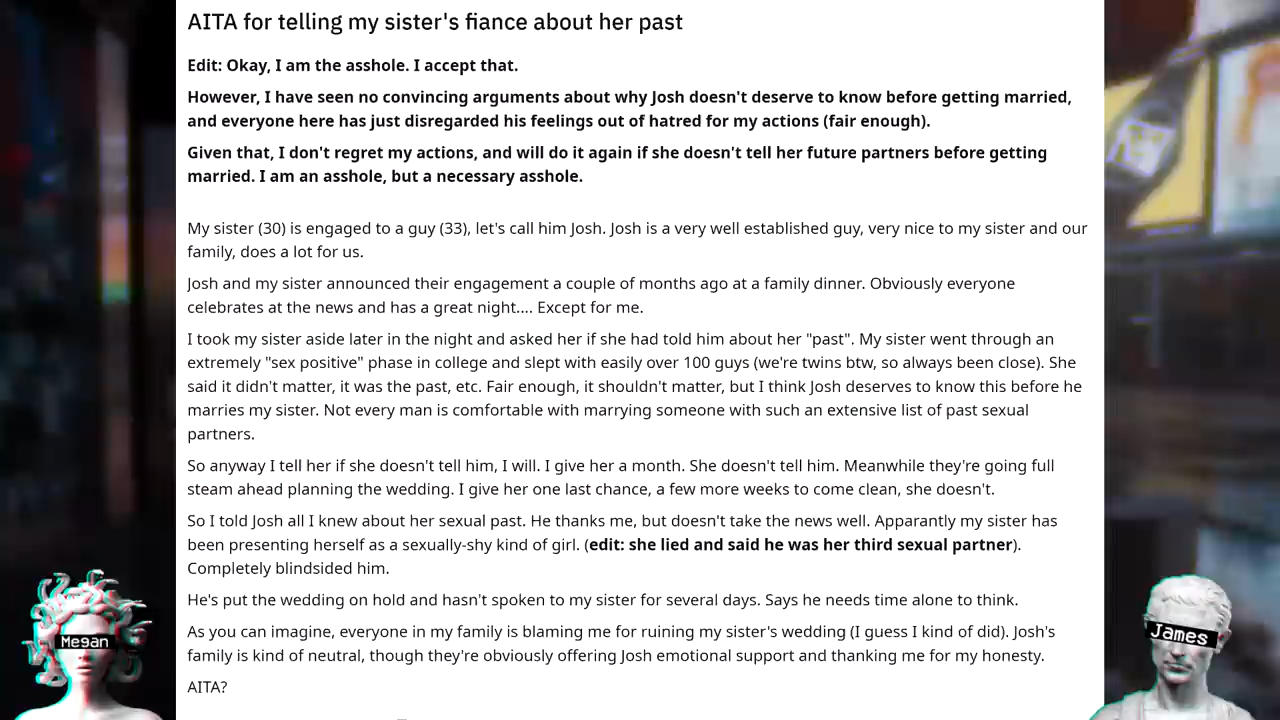 AITA for telling my sister's fiance about her past
Edit: Okay, I am the asshole. I accept that.
However, I have seen no convincing arguments about why Josh doesn't deserve to know before getting married,
and everyone here has just disregarded his feelings out of hatred for my actions (fair enough).
Given that, I don't regret my actions, and will do it again if she doesn't tell her future partners before getting
married. I am an asshole, but a necessary asshole.
My sister (30) is engaged to a guy (33), let's call him Josh. Josh is a very well established guy, very nice to my sister and our
family, does a lot for us.
Josh and my sister announced their engagement a couple of months ago at a family dinner. Obviously everyone
celebrates at the news and has a great night.... Except for me.
I took my sister aside later in the night and asked her if she had told him about her "past". My sister went through an
extremely "sex positive" phase in college and slept with easily over 100 guys (we're twins btw, so always been close). She
said it didn't matter, it was the past, etc. Fair enough, it shouldn't matter, but I think Josh deserves to know this before he
marries my sister. Not every man is comfortable with marrying someone with such an extensive list of past sexual
partners.
So anyway I tell her if she doesn't tell him, I will. I give her a month. She doesn't tell him. Meanwhile they're going full
steam ahead planning the wedding. I give her one last chance, a few more weeks to come clean, she doesn't.
So I told Josh all I knew about her sexual past. He thanks me, but doesn't take the news well. Apparantly my sister has
been presenting herself as a sexually-shy kind of girl. (edit: she lied and said he was her third sexual partner).
Completely blindsided him.
He's put the wedding on hold and hasn't spoken to my sister for several days. Says he needs time alone to think.
As you can imagine, everyone in my family is blaming me for ruining my sister's wedding (I guess I kind of did). Josh's
family is kind of neutral, though they're obviously offering Josh emotional support and thanking me for my honesty.
AITA?
Megan
James